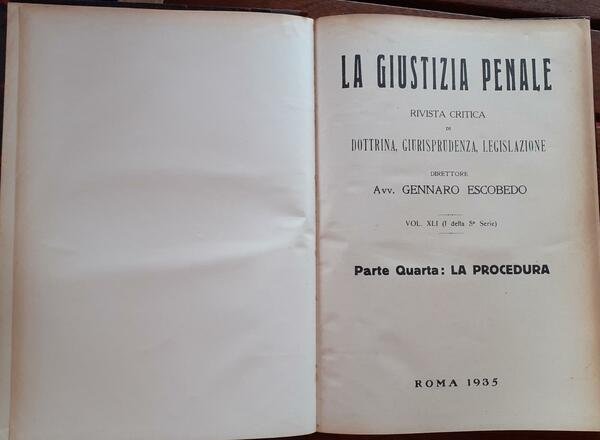 LA GIUSTIZIA PENALE
RIVISTA CRITICA
DI
DOTTRINA, GIURISPRUDENZA, LEGISLAZIONE
DIRETTORE
Avv. GENNARO ESCOBEDO
VOL. XLI (I della 5ª Serie)
Parte Quarta: LA PROCEDURA
ROMA 1935